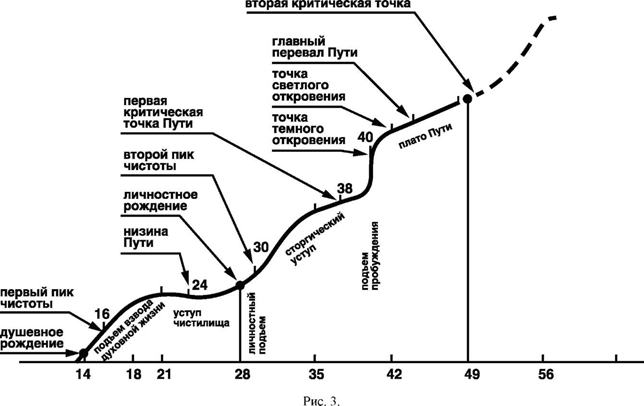 вторая критическая точка
главный
перевал Пути
точка
светлого
откровения
первая
критическая
точка Пути
точка
темного
откровения
40
плато Пути
второй пик
чистоты
38
личностное
рождение
сторгический
уступ
подъем
пробуждения
30
низина
Пути
24
первый пик
чистоты
16
подъем взвода
духовной жизни
уступ
чистилища
личностный
подъем
душевное
рождение
14 18 21 28 35 42 49 56
Рис. 3.